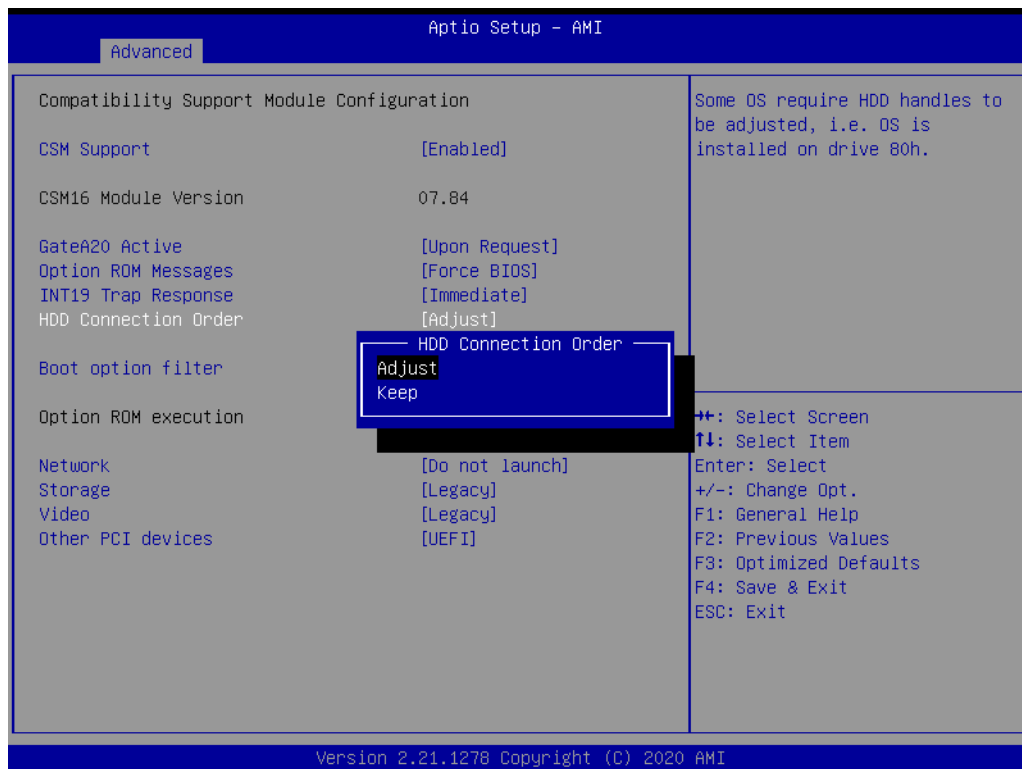 Aptio Setup – AMI
Advanced
Compatibility Support Module Configuration
CSM Support [Enabled]
CSM16 Module Version 07.84
GateA20 Active [Upon Request]
Option ROM Messages [Force BIOS]
INT19 Trap Response [Immediate]
HDD Connection Order [Adjust]
Boot option filter
Option ROM execution
Network [Do not launch]
Storage [Legacy]
Video [Legacy]
Other PCI devices [UEFI]
HDD Connection Order
Adjust
Keep
Some OS require HDD handles to
be adjusted, i.e. OS is
installed on drive 80h.
→←: Select Screen
↑↓: Select Item
Enter: Select
+/-: Change Opt.
F1: General Help
F2: Previous Values
F3: Optimized Defaults
F4: Save & Exit
ESC: Exit
Version 2.21.1278 Copyright (C) 2020 AMI